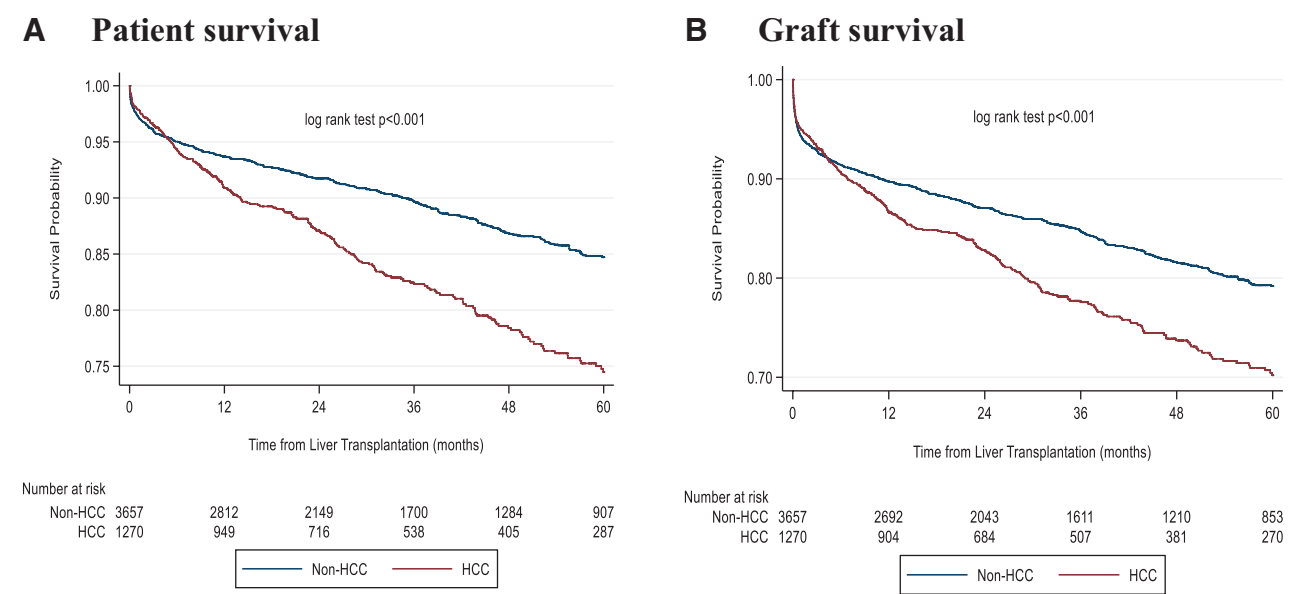 A Patient survival
1.00
log rank test p<0.001
0.95
0.90
0.85
0.80
0.75
Survival Probability
0 12 24 36 48 60
Time from Liver Transplantation (months)
Number at risk
Non-HCC 3657 2812 2149 1700 1284 907
HCC 1270 949 716 538 405 287
Non-HCC HCC
B Graft survival
1.00
log rank test p<0.001
0.90
0.80
0.70
Survival Probability
0 12 24 36 48 60
Time from Liver Transplantation (months)
Number at risk
Non-HCC 3657 2692 2043 1611 1210 853
HCC 1270 904 684 507 381 270
Non-HCC HCC